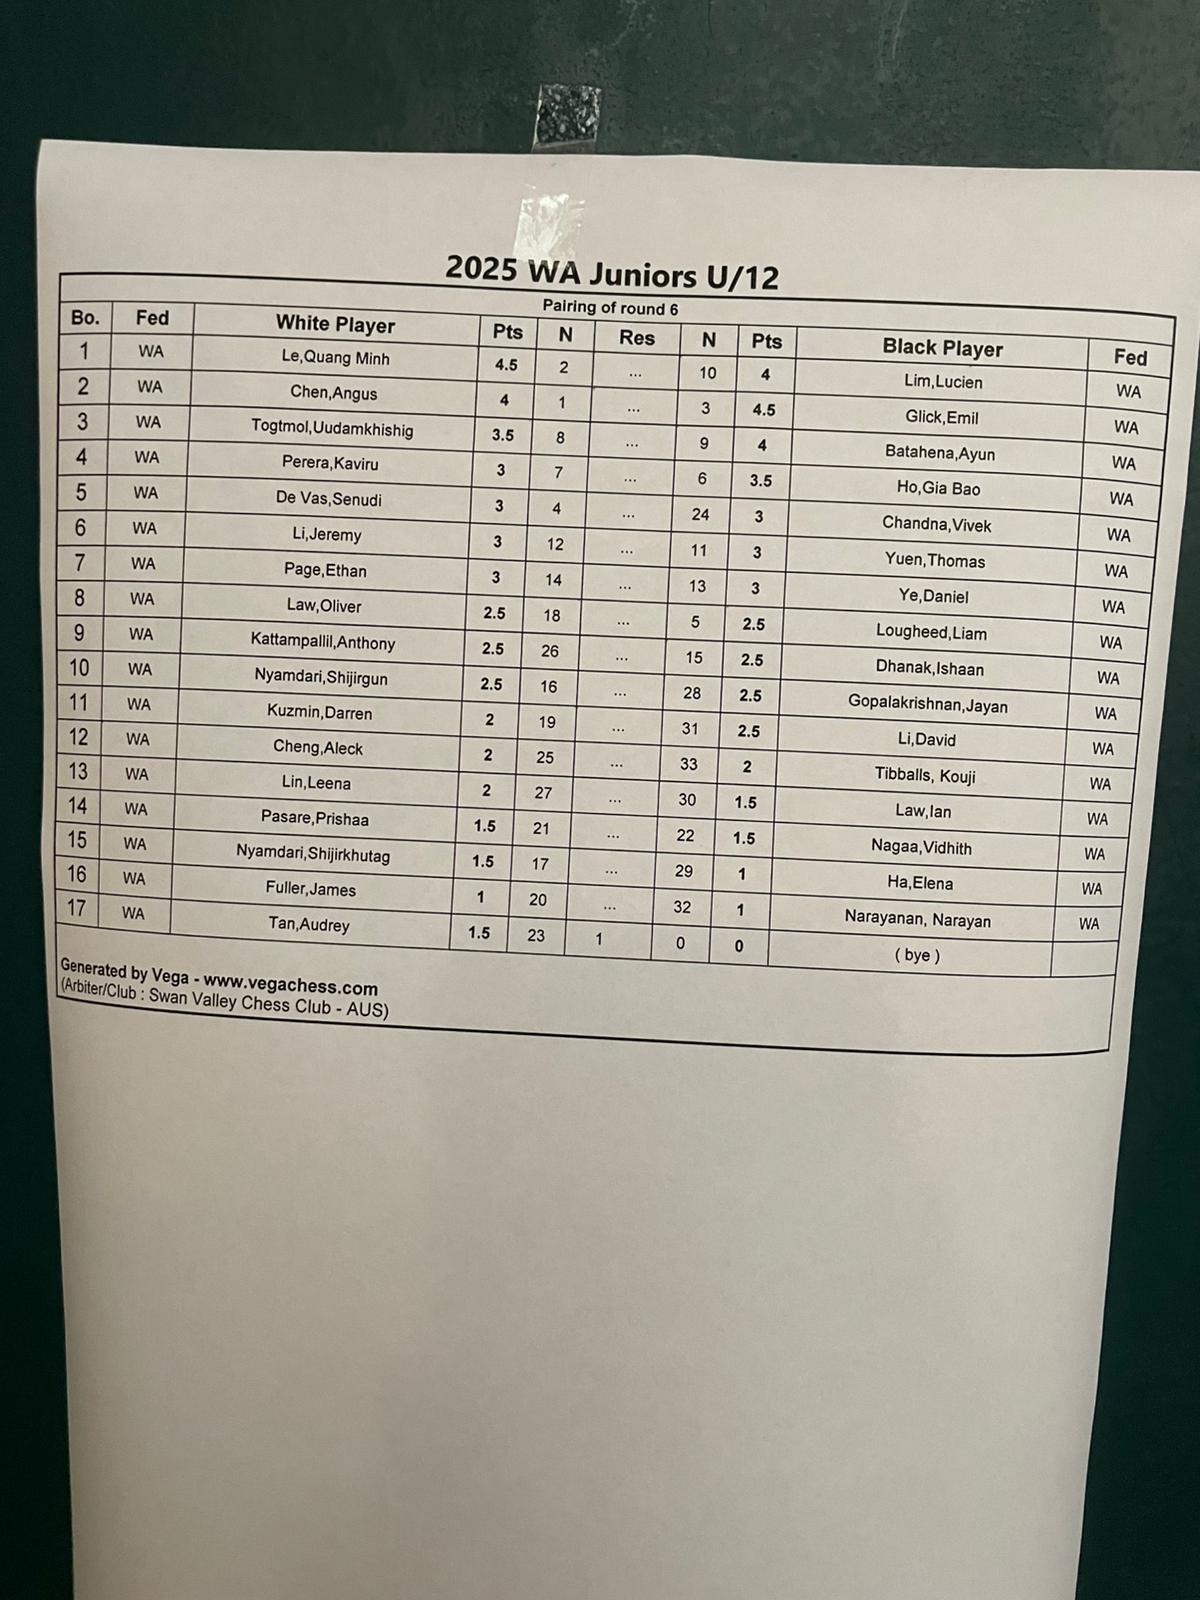 2025 WA Juniors U/12
Pairing of round 6
Bo. Fed White Player Pts N Res N Pts Black Player Fed
1 WA Le,Quang Minh 4.5 2 ... 10 4 Lim,Lucien WA
2 WA Chen,Angus 4 1 ... 3 4.5 Glick,Emil WA
3 WA Togtmol,Uudamkhishig 3.5 8 ... 9 4 Batahena,Ayun WA
4 WA Perera,Kaviru 3 7 ... 6 3.5 Ho,Gia Bao WA
5 WA De Vas,Senudi 3 4 ... 24 3 Chandna,Vivek WA
6 WA Li,Jeremy 3 12 ... 11 3 Yuen,Thomas WA
7 WA Page,Ethan 3 14 ... 13 3 Ye,Daniel WA
8 WA Law,Oliver 2.5 18 ... 5 2.5 Lougheed,Liam WA
9 WA Kattampallil,Anthony 2.5 26 ... 15 2.5 Dhanak,Ishaan WA
10 WA Nyamdari,Shijirgun 2.5 16 ... 28 2.5 Gopalakrishnan,Jayan WA
11 WA Kuzmin,Darren 2 19 ... 31 2.5 Li,David WA
12 WA Cheng,Aleck 2 25 ... 33 2 Tibballs, Kouji WA
13 WA Lin,Leena 2 27 ... 30 1.5 Law,Ian WA
14 WA Pasare,Prishaa 1.5 21 ... 22 1.5 Nagaa,Vidhith WA
15 WA Nyamdari,Shijirkhutag 1.5 17 ... 29 1 Ha,Elena WA
16 WA Fuller,James 1 20 ... 32 1 Narayanan, Narayan WA
17 WA Tan,Audrey 1.5 23 1 0 0 ( bye )
Generated by Vega - www.vegachess.com
(Arbiter/Club : Swan Valley Chess Club - AUS)